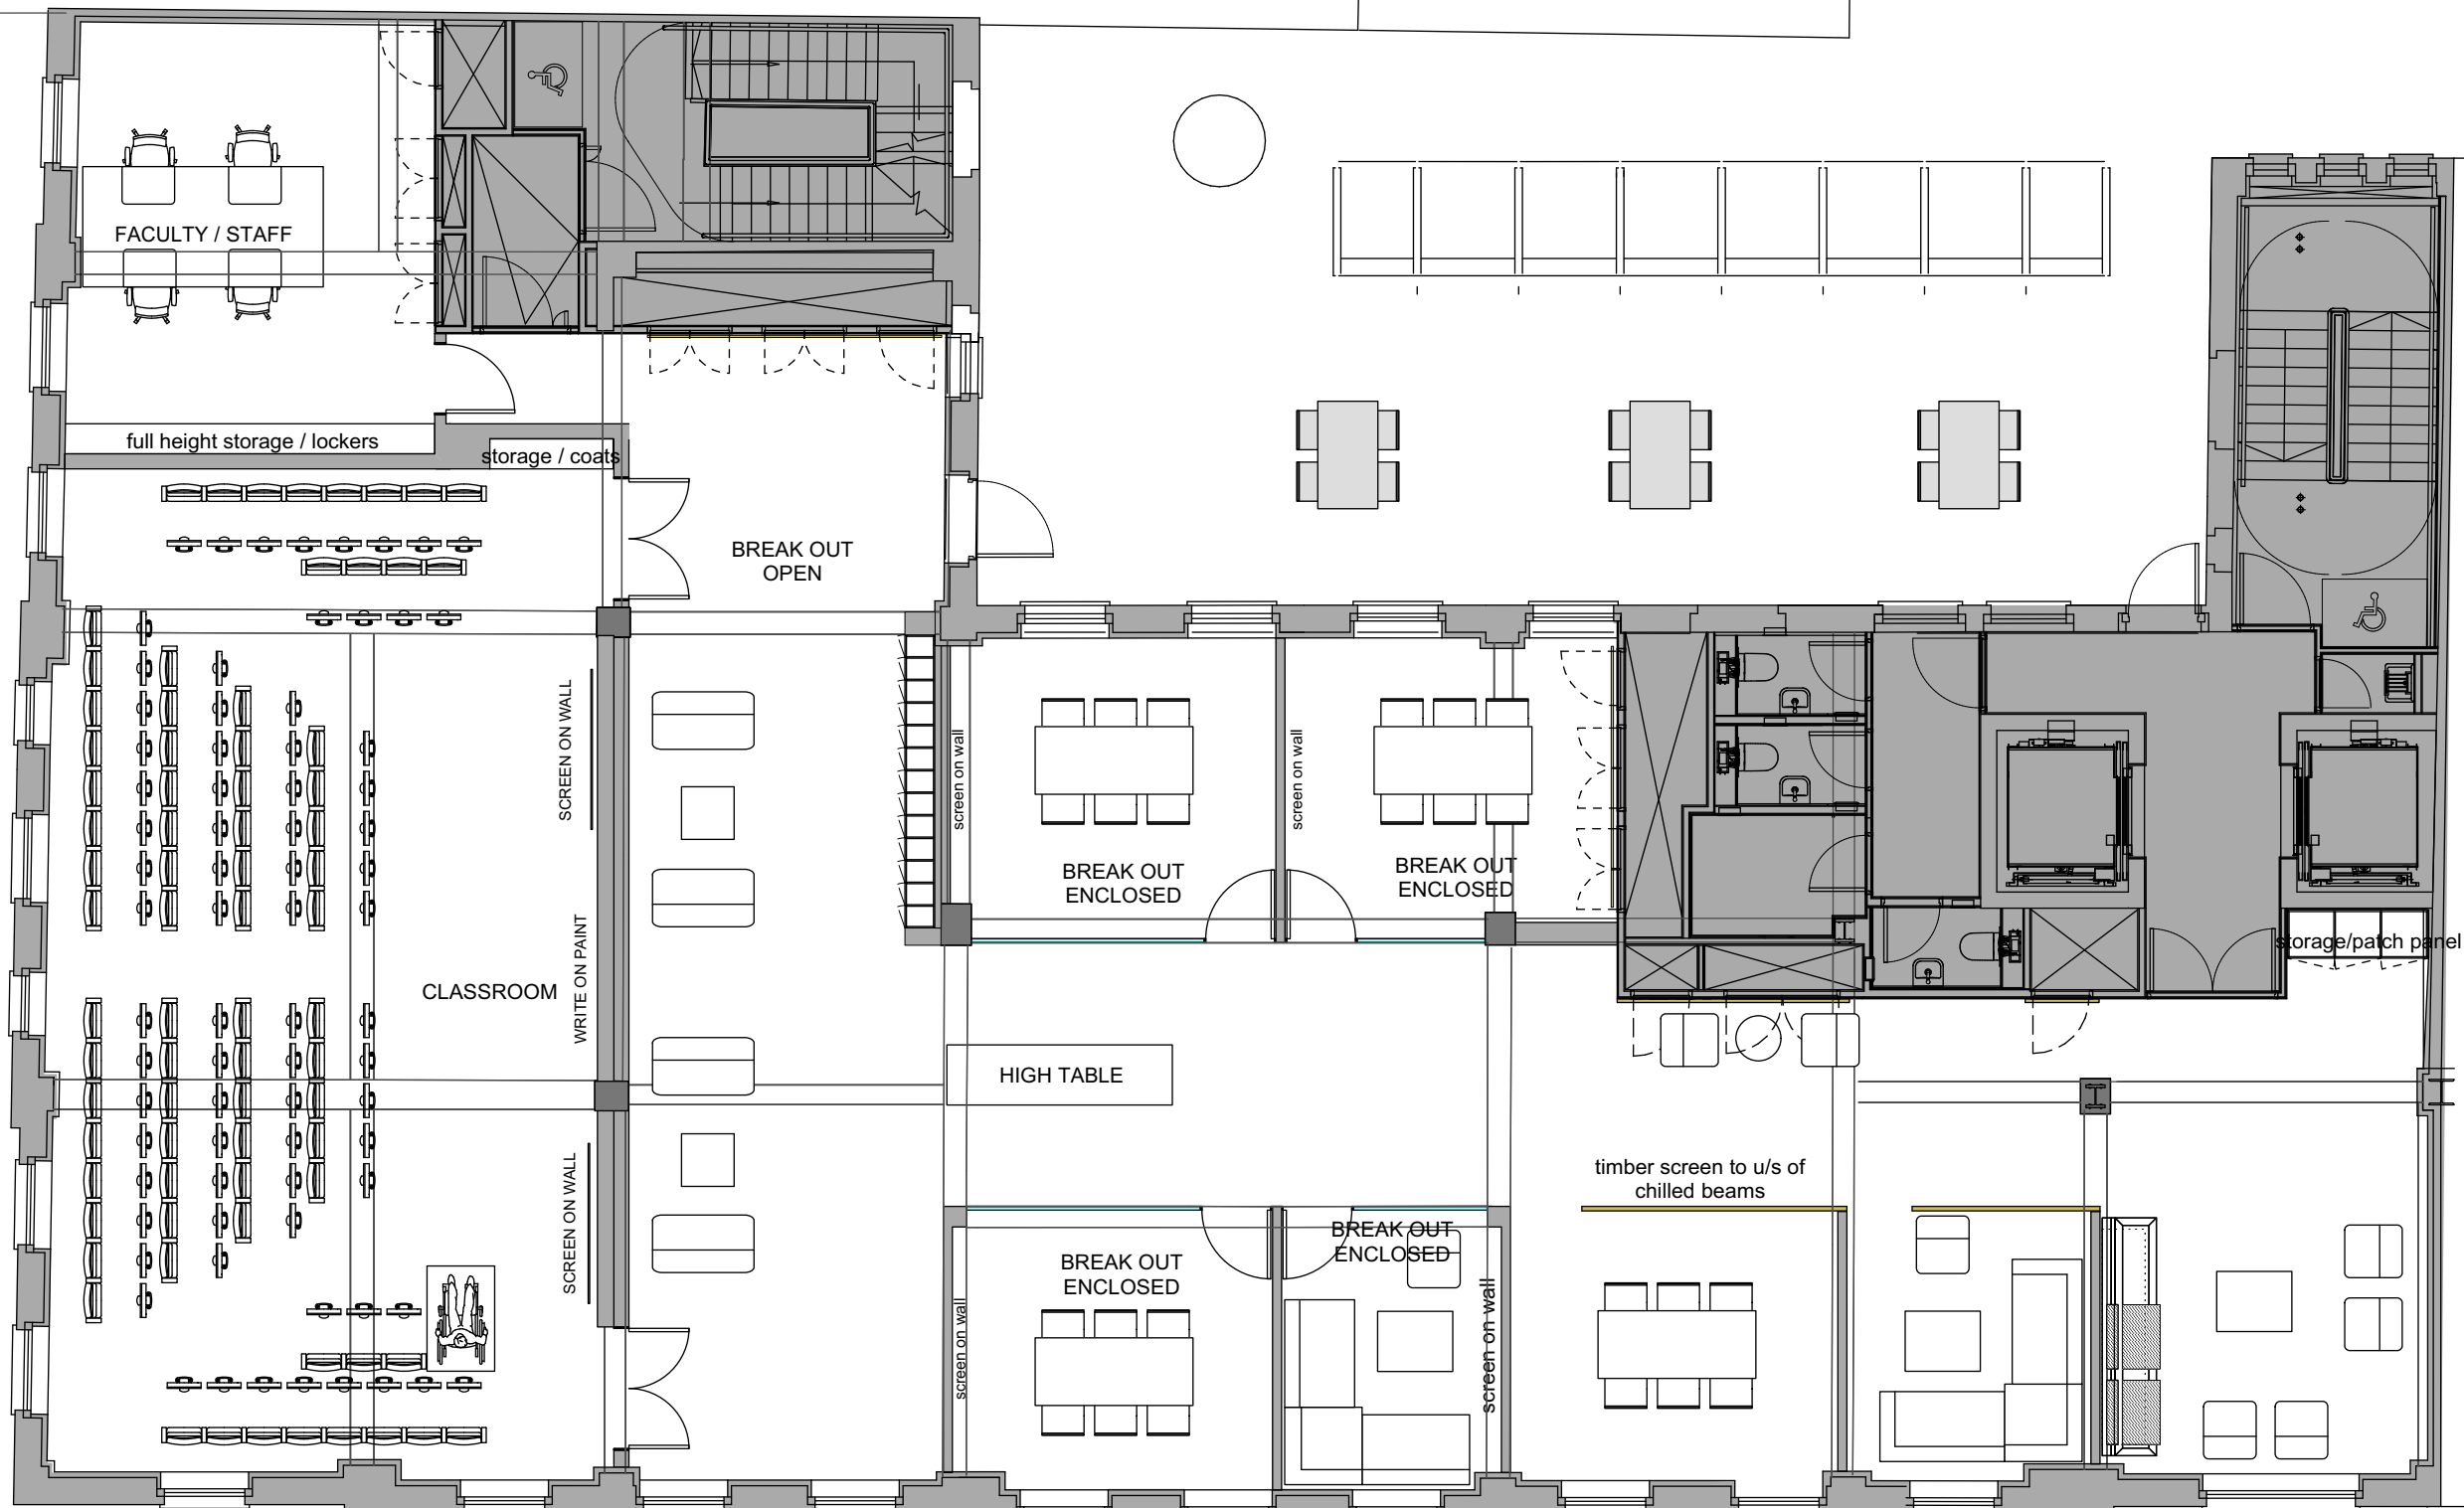 FACULTY / STAFF
full height storage / lockers
storage / coats
BREAK OUT
OPEN
SCREEN ON WALL
WRITE ON PAINT
CLASSROOM
SCREEN ON WALL
screen on wall
BREAK OUT
ENCLOSED
screen on wall
BREAK OUT
ENCLOSED
storage/patch panel
HIGH TABLE
timber screen to u/s of
chilled beams
BREAK OUT
ENCLOSED
screen on wall
BREAK OUT
ENCLOSED
screen on wall